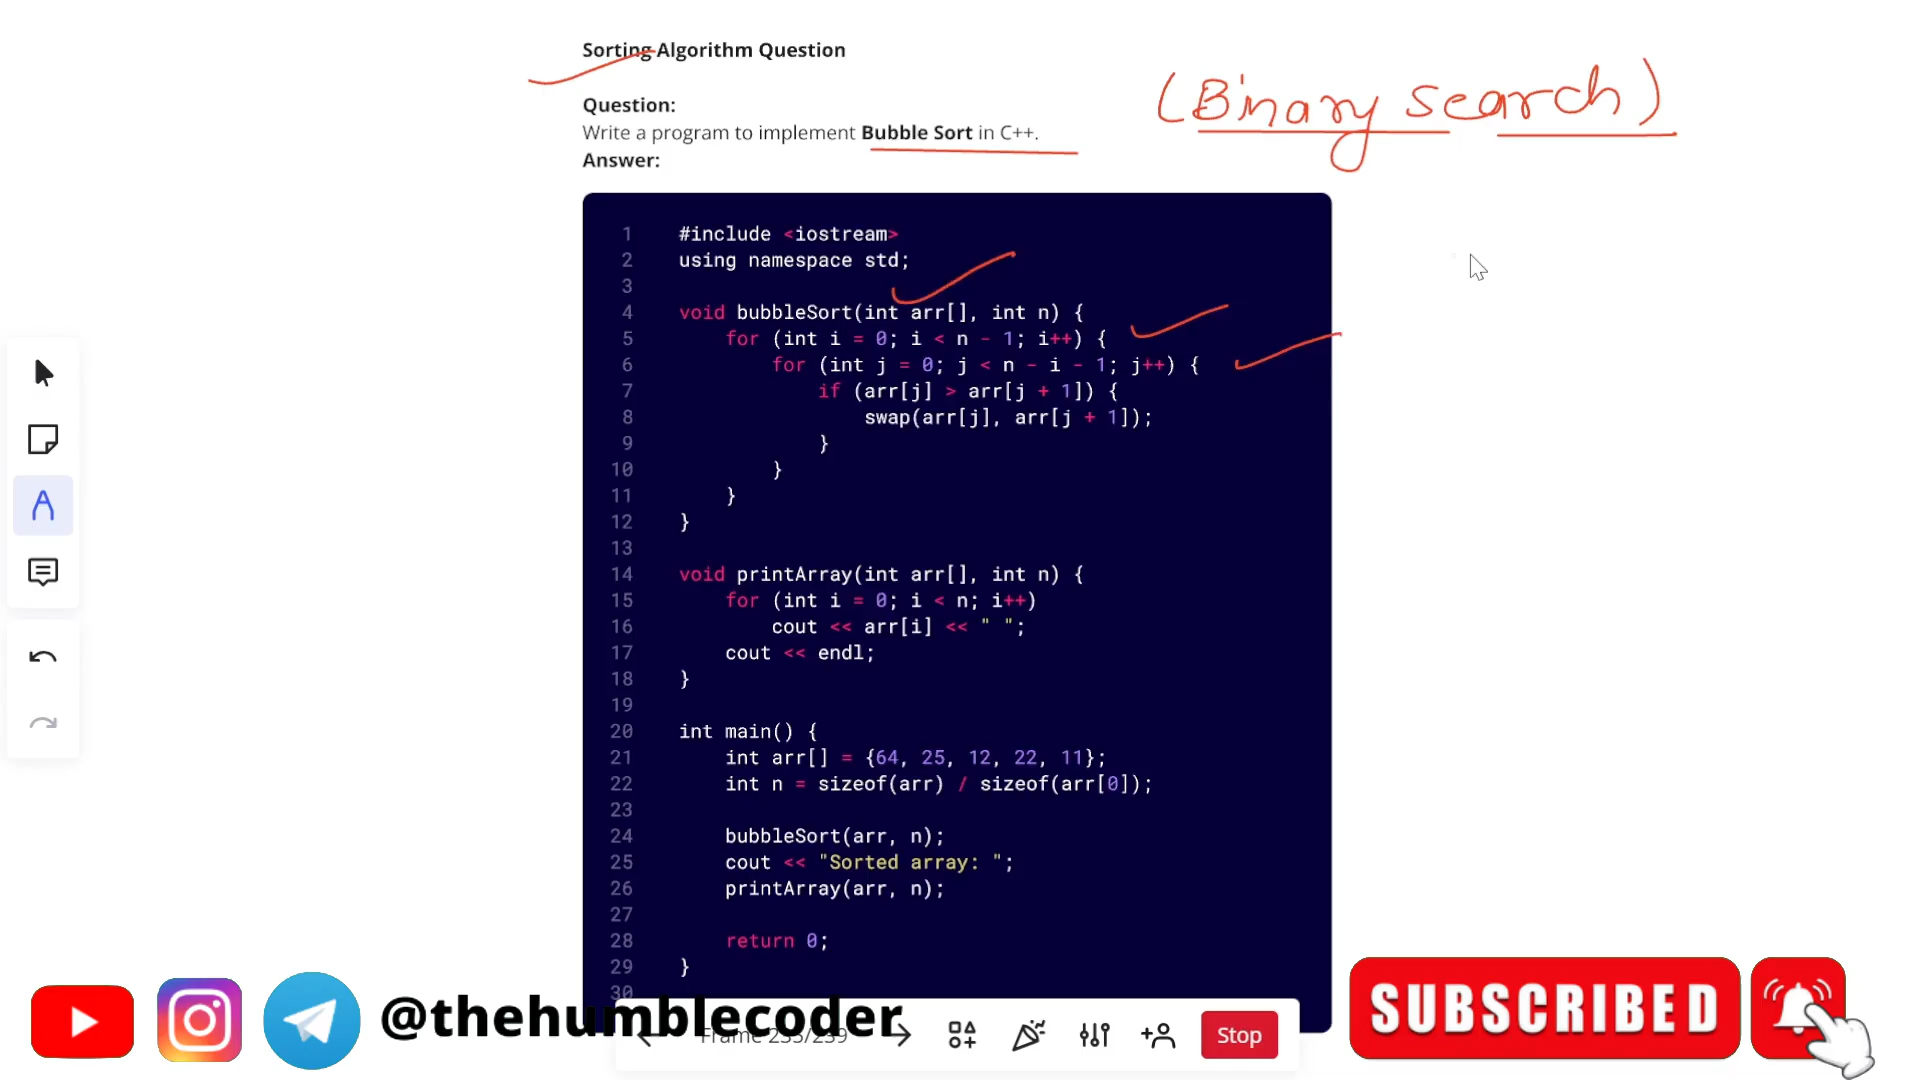 Sorting Algorithm Question
(Binary search)
Question:
Write a program to implement Bubble Sort in C++.
Answer:
1 #include <iostream>
2 using namespace std;
3
4 void bubbleSort(int arr[], int n) {
5 for (int i = 0; i < n - 1; i++) {
6 for (int j = 0; j < n - i - 1; j++) {
7 if (arr[j] > arr[j + 1]) {
8 swap(arr[j], arr[j + 1]);
9 }
10 }
11 }
12 }
13
14 void printArray(int arr[], int n) {
15 for (int i = 0; i < n; i++)
16 cout << arr[i] << " ";
17 cout << endl;
18 }
19
20 int main() {
21 int arr[] = {64, 25, 12, 22, 11};
22 int n = sizeof(arr) / sizeof(arr[0]);
23
24 bubbleSort(arr, n);
25 cout << "Sorted array: ";
26 printArray(arr, n);
27
28 return 0;
29 }
30
@thehumblecoder
Frame 233/239
Stop
SUBSCRIBED